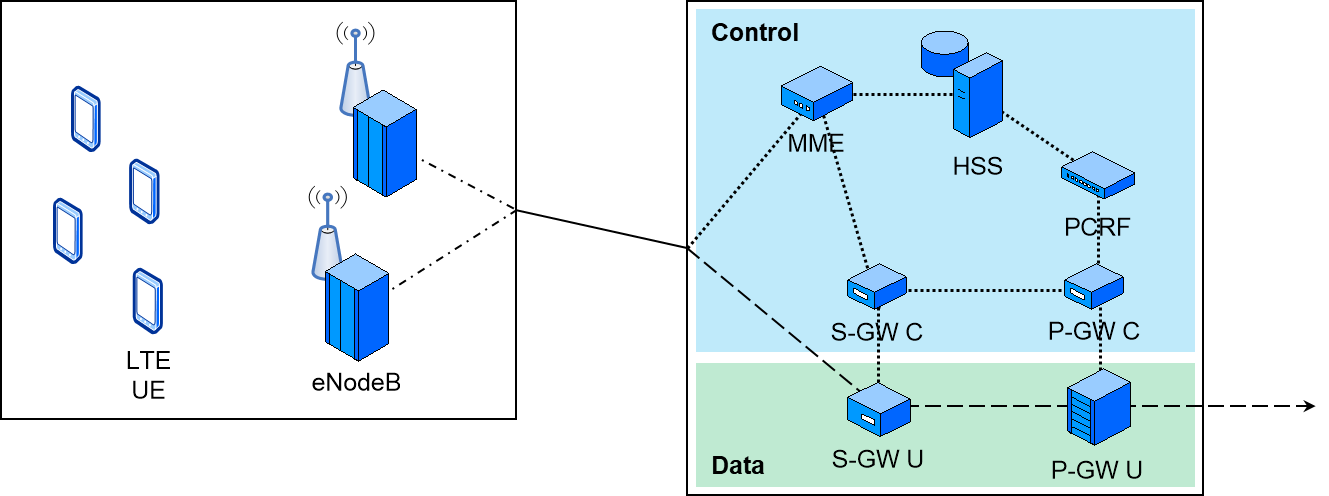 Control
MME
HSS
PCRF
S-GW C
P-GW C
LTE
UE
eNodeB
Data
S-GW U
P-GW U